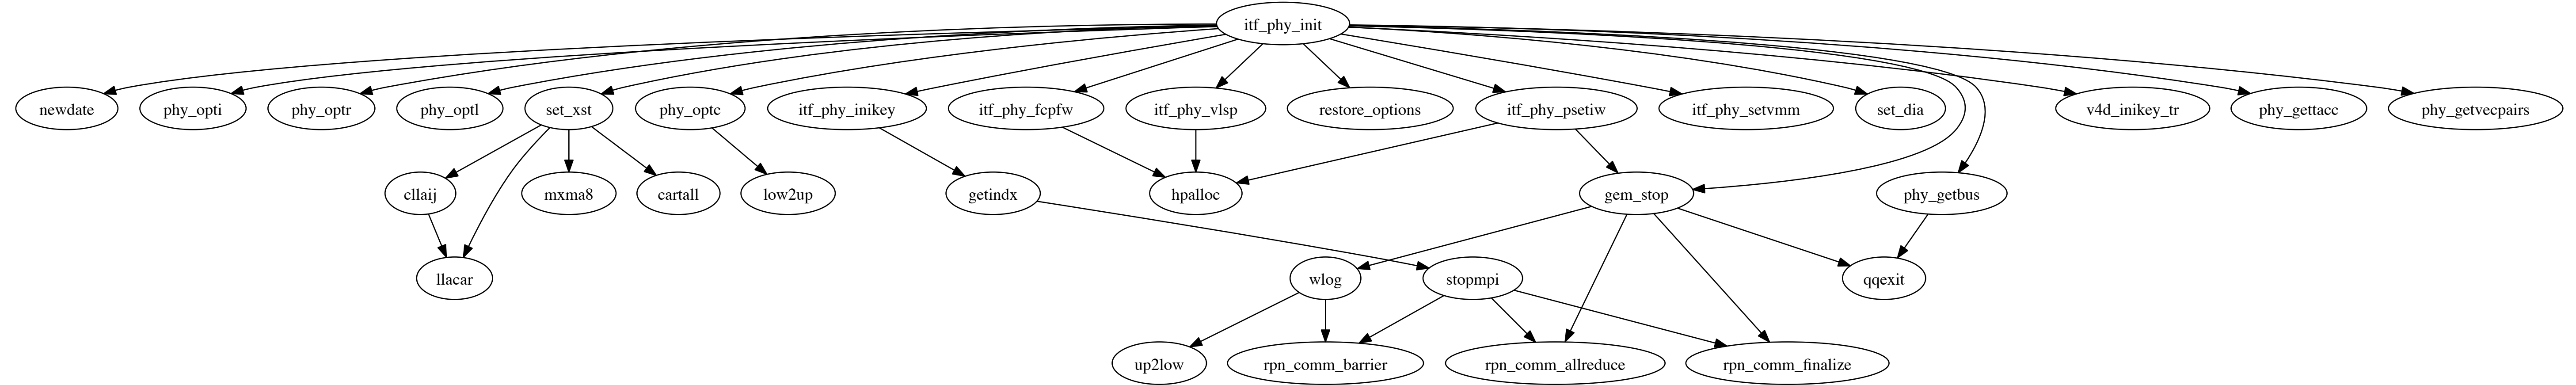 itf_phy_init
newdate
phy_opti
phy_optr
phy_optl
set_xst
phy_optc
itf_phy_inikey
itf_phy_fcpfw
itf_phy_vlsp
restore_options
itf_phy_psetiw
itf_phy_setvmm
set_dia
v4d_inikey_tr
phy_gettacc
phy_getvecpairs
cllaij
mxma8
cartall
low2up
getindx
hpalloc
gem_stop
phy_getbus
llacar
wlog
stopmpi
qqexit
up2low
rpn_comm_barrier
rpn_comm_allreduce
rpn_comm_finalize